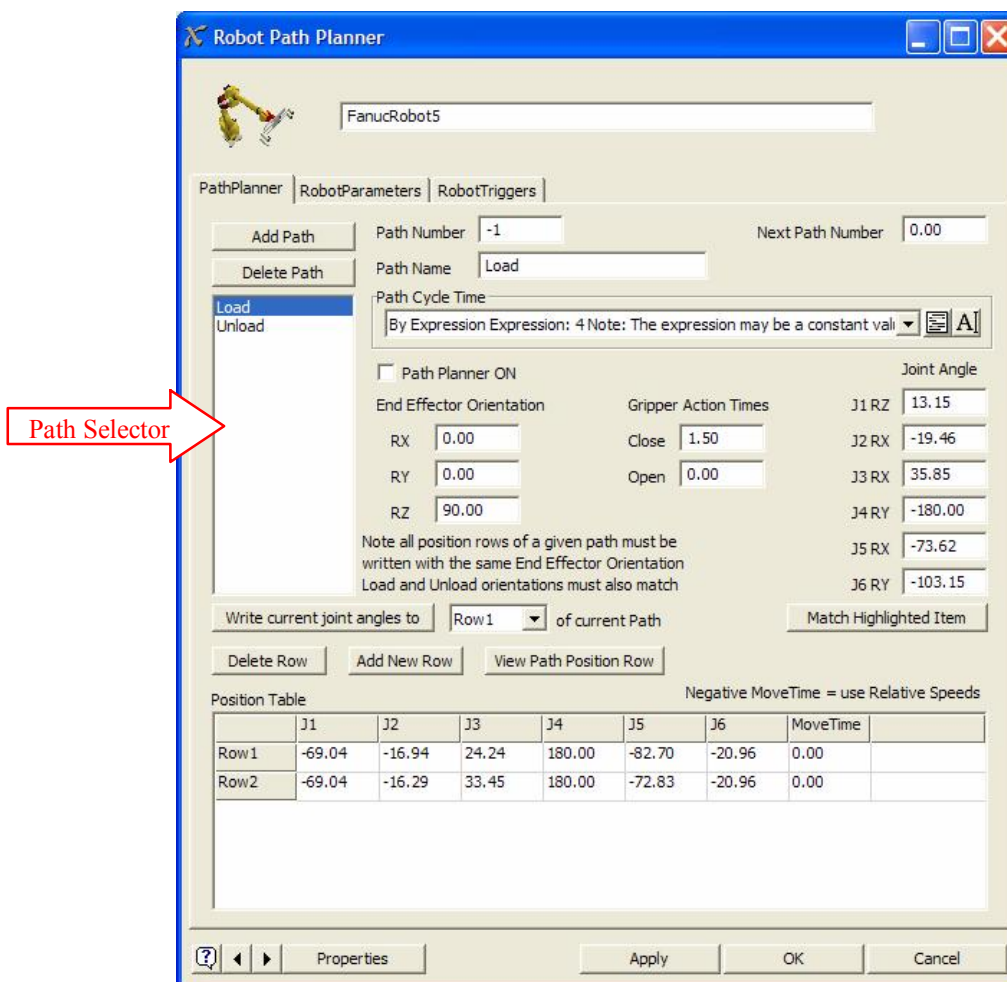 Robot Path Planner
FanucRobot5
PathPlanner RobotParameters RobotTriggers
Add Path Path Number -1 Next Path Number 0.00
Delete Path Path Name Load
Path Cycle Time
Load
Unload
By Expression Expression: 4 Note: The expression may be a constant valu
Path Planner ON Joint Angle
End Effector Orientation Gripper Action Times J1 RZ 13.15
Path Selector
RX 0.00 Close 1.50 J2 RX -19.46
RY 0.00 Open 0.00 J3 RX 35.85
RZ 90.00 J4 RY -180.00
Note all position rows of a given path must be
written with the same End Effector Orientation
Load and Unload orientations must also match
J5 RX -73.62
J6 RY -103.15
Write current joint angles to Row1 of current Path Match Highlighted Item
Delete Row Add New Row View Path Position Row
Position Table Negative MoveTime = use Relative Speeds
J1 J2 J3 J4 J5 J6 MoveTime
Row1 -69.04 -16.94 24.24 180.00 -82.70 -20.96 0.00
Row2 -69.04 -16.29 33.45 180.00 -72.83 -20.96 0.00
Properties Apply OK Cancel